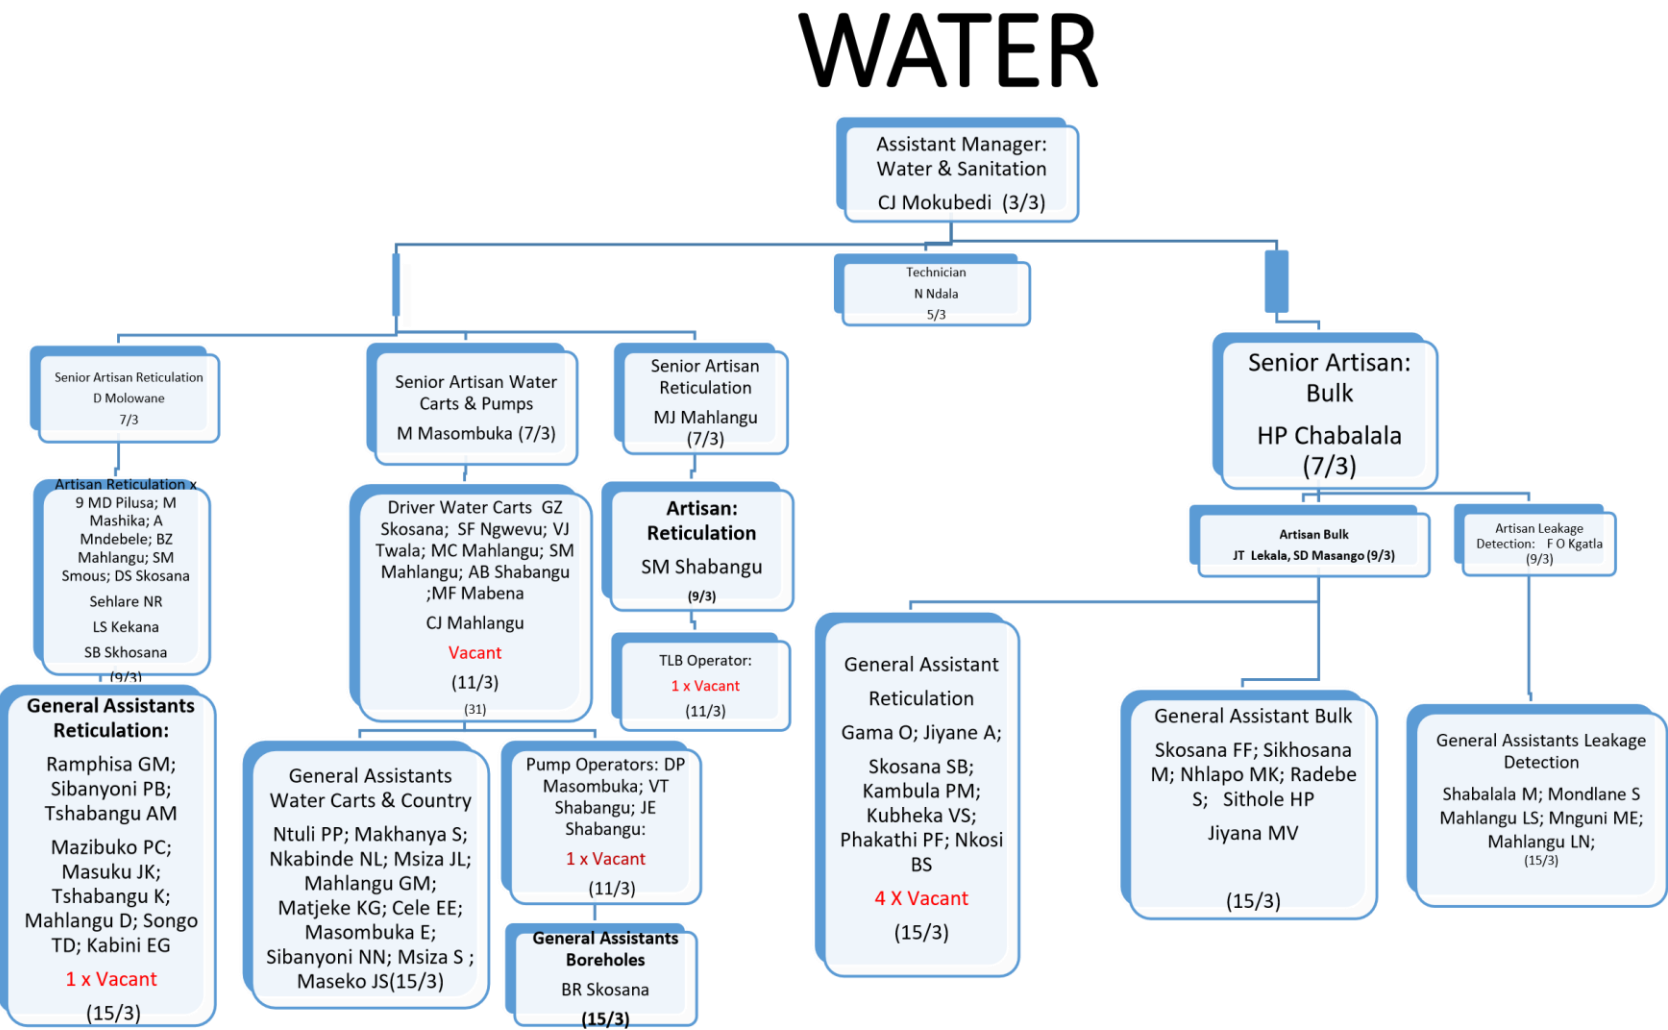 WATER
Assistant Manager:
Water & Sanitation
CJ Mokubedi (3/3)
Technician
N Ndala
5/3
Senior Artisan Reticulation
D Molowane
7/3
Senior Artisan Water
Carts & Pumps
M Masombuka (7/3)
Senior Artisan
Reticulation
MJ Mahlangu
(7/3)
Senior Artisan:
Bulk
HP Chabalala
(7/3)
Artisan Reticulation x
9 MD Pilusa; M
Mashika; A
Mndebele; BZ
Mahlangu; SM
Smous; DS Skosana
Sehlare NR
LS Kekana
SB Skhosana
(9/3)
Driver Water Carts GZ
Skosana; SF Ngwevu; VJ
Twala; MC Mahlangu; SM
Mahlangu; AB Shabangu
;MF Mabena
CJ Mahlangu
Vacant
(11/3)
(31)
Artisan:
Reticulation
SM Shabangu
(9/3)
TLB Operator:
1 x Vacant
(11/3)
Artisan Bulk
JT Lekala, SD Masango (9/3)
Artisan Leakage
Detection: F O Kgatla
(9/3)
General Assistants
Reticulation:
Ramphisa GM;
Sibanyoni PB;
Tshabangu AM
Mazibuko PC;
Masuku JK;
Tshabangu K;
Mahlangu D; Songo
TD; Kabini EG
1 x Vacant
(15/3)
General Assistants
Water Carts & Country
Ntuli PP; Makhanya S;
Nkabinde NL; Msiza JL;
Mahlangu GM;
Matjeke KG; Cele EE;
Masombuka E;
Sibanyoni NN; Msiza S ;
Maseko JS(15/3)
Pump Operators: DP
Masombuka; VT
Shabangu; JE
Shabangu:
1 x Vacant
(11/3)
General Assistants
Boreholes
BR Skosana
(15/3)
General Assistant
Reticulation
Gama O; Jiyane A;
Skosana SB;
Kambula PM;
Kubheka VS;
Phakathi PF; Nkosi
BS
4 X Vacant
(15/3)
General Assistant Bulk
Skosana FF; Sikhosana
M; Nhlapo MK; Radebe
S; Sithole HP
Jiyana MV
(15/3)
General Assistants Leakage
Detection
Shabalala M; Mondlane S
Mahlangu LS; Mnguni ME;
Mahlangu LN;
(15/3)